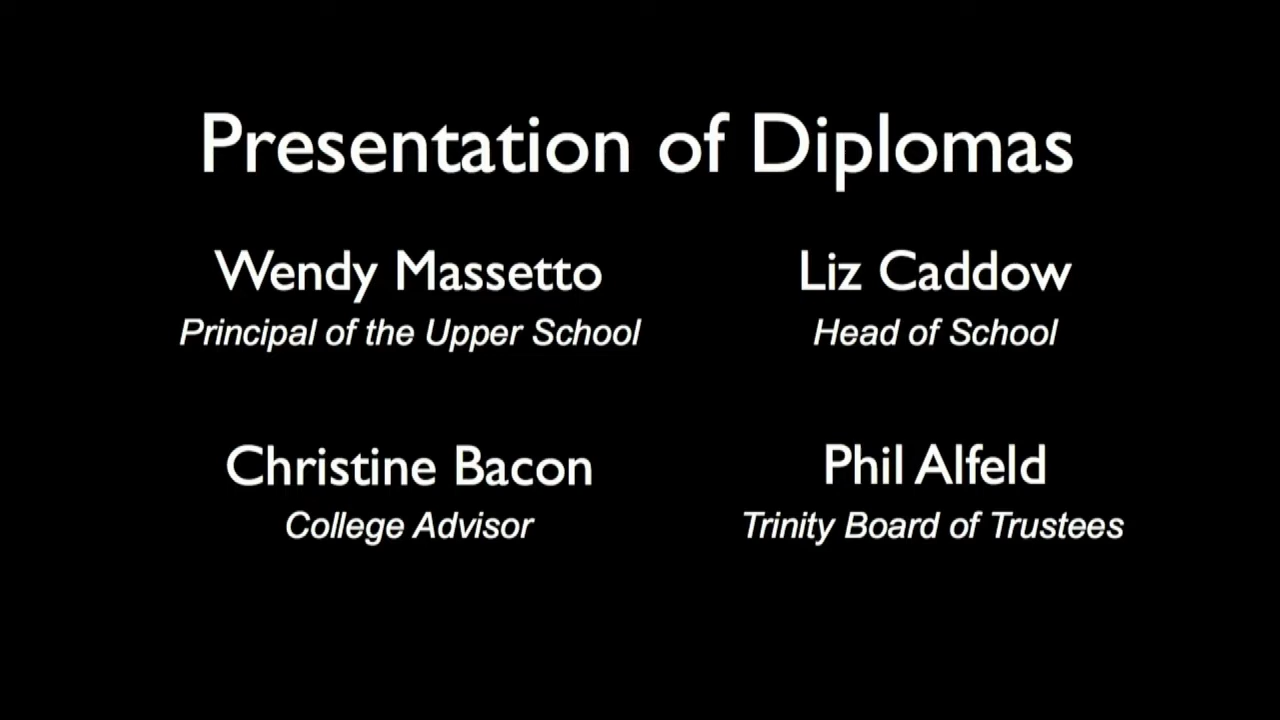 Presentation of Diplomas
Wendy Massetto
Principal of the Upper School
Liz Caddow
Head of School
Christine Bacon
College Advisor
Phil Alfeld
Trinity Board of Trustees